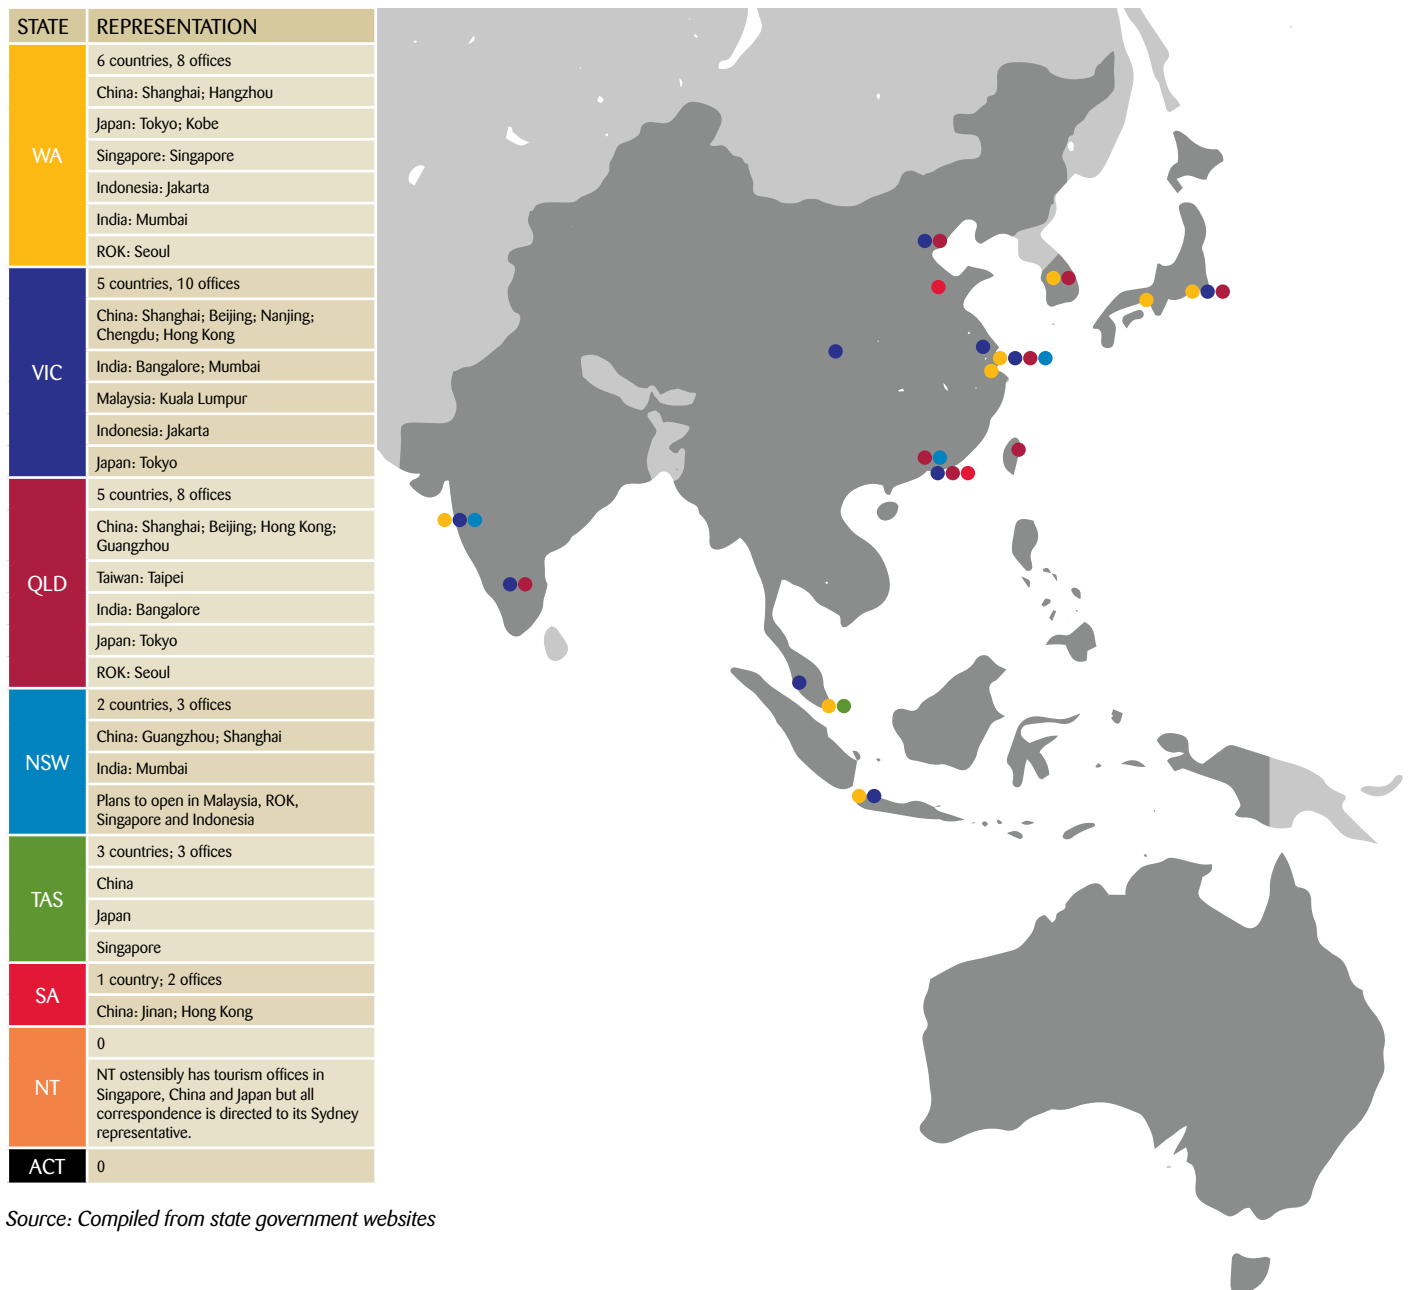 STATE REPRESENTATION
WA
6 countries, 8 offices
China: Shanghai; Hangzhou
Japan: Tokyo; Kobe
Singapore: Singapore
Indonesia: Jakarta
India: Mumbai
ROK: Seoul
VIC
5 countries, 10 offices
China: Shanghai; Beijing; Nanjing;
Chengdu; Hong Kong
India: Bangalore; Mumbai
Malaysia: Kuala Lumpur
Indonesia: Jakarta
Japan: Tokyo
QLD
5 countries, 8 offices
China: Shanghai; Beijing; Hong Kong;
Guangzhou
Taiwan: Taipei
India: Bangalore
Japan: Tokyo
ROK: Seoul
NSW
2 countries, 3 offices
China: Guangzhou; Shanghai
India: Mumbai
Plans to open in Malaysia, ROK,
Singapore and Indonesia
TAS
3 countries; 3 offices
China
Japan
Singapore
SA
1 country; 2 offices
China: Jinan; Hong Kong
NT
0
NT ostensibly has tourism offices in
Singapore, China and Japan but all
correspondence is directed to its Sydney
representative.
ACT
0
Source: Compiled from state government websites